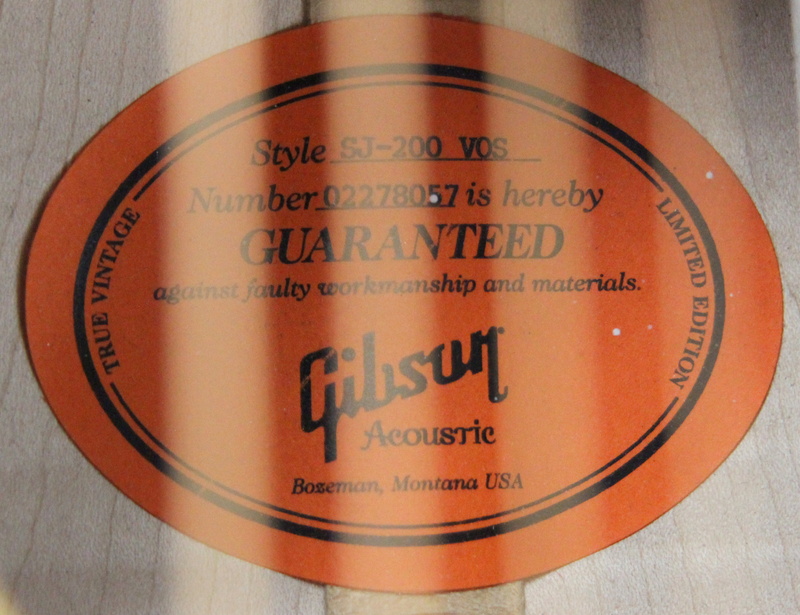 Style SJ-200 VOS
Number 02278057 is hereby
GUARANTEED
against faulty workmanship and materials.
TRUE VINTAGE
LIMITED EDITION
Gibson
Acoustic
Bozeman, Montana USA